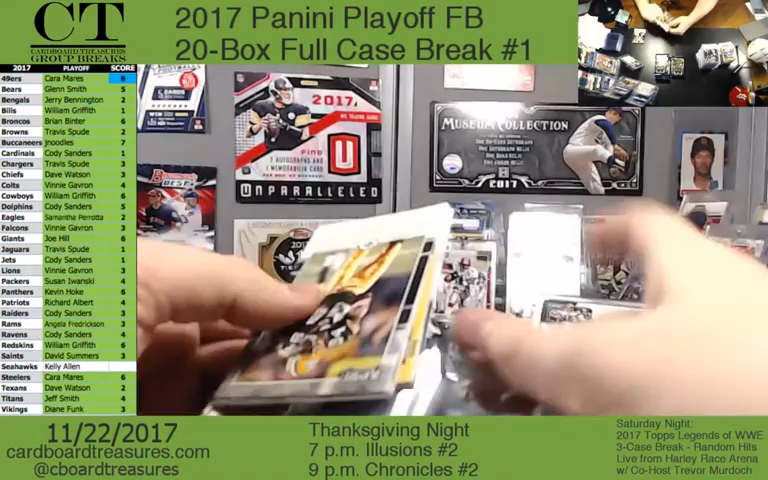 CT
CARDBOARD TREASURES
GROUP BREAKS
2017 Panini Playoff FB
20-Box Full Case Break #1
2017 PLAYOFF SCORE
49ers Cara Mares 8
Bears Glenn Smith 5
Bengals Jerry Bennington 2
Bills William Griffith 1
Broncos Brian Binter 6
Browns Travis Spude 2
Buccaneers Jnoodles 7
Cardinals Cody Sanders 1
Chargers Travis Spude 3
Chiefs Dave Watson 3
Colts Vinnie Gavron 4
Cowboys William Griffith 6
Dolphins Cody Sanders 5
Eagles Samantha Perrotta 2
Falcons Vinnie Gavron 3
Giants Joe Hill 6
Jaguars Travis Spude 1
Jets Cody Sanders 1
Lions Vinnie Gavron 3
Packers Susan Iwanski 4
Panthers Kevin Hoke 6
Patriots Richard Albert 4
Raiders Cody Sanders 3
Rams Angela Fredrickson 3
Ravens Cody Sanders 4
Redskins William Griffith 6
Saints David Summers 3
Seahawks Kelly Allen
Steelers Cara Mares 6
Texans Dave Watson 2
Titans Jeff Smith 4
Vikings Diane Funk 3
2017
U
UNPARALLELED
MUSEUM COLLECTION
2017
BOWMAN'S
BEST
11/22/2017
cardboardtreasures.com
@cboardtreasures
Thanksgiving Night
7 p.m. Illusions #2
9 p.m. Chronicles #2
Saturday Night:
2017 Topps Legends of WWE
3-Case Break - Random Hits
Live from Harley Race Arena
w/ Co-Host Trevor Murdoch